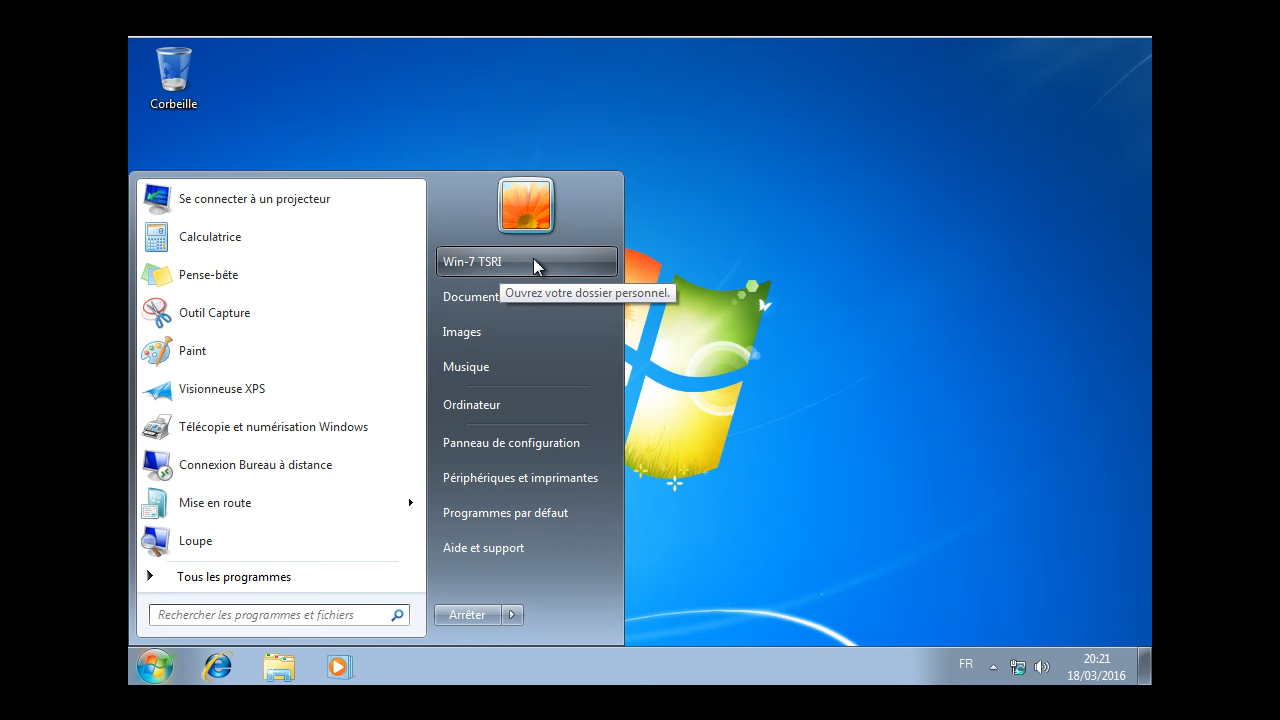 Corbeille
Se connecter à un projecteur
Calculatrice
Pense-bête
Outil Capture
Paint
Visionneuse XPS
Télécopie et numérisation Windows
Connexion Bureau à distance
Mise en route
Loupe
Tous les programmes
Rechercher les programmes et fichiers
Win-7 TSRI
Ouvrez votre dossier personnel.
Document
Images
Musique
Ordinateur
Panneau de configuration
Périphériques et imprimantes
Programmes par défaut
Aide et support
Arrêter
FR
20:21
18/03/2016